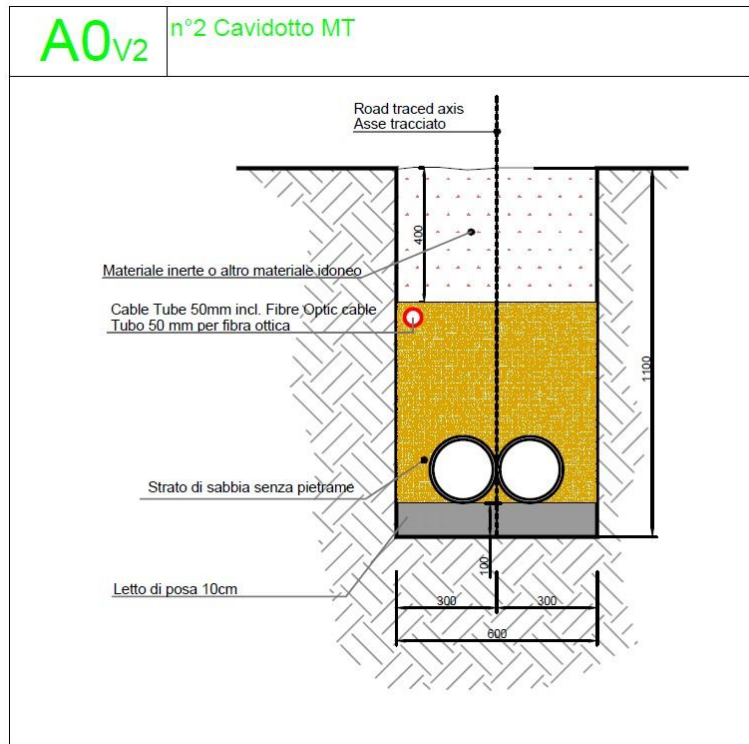 A0V2
n°2 Cavidotto MT
Road traced axis
Asse tracciato
400
Materiale inerte o altro materiale idoneo
Cable Tube 50mm incl. Fibre Optic cable
Tubo 50 mm per fibra ottica
1100
Strato di sabbia senza pietrame
100
Letto di posa 10cm
300
300
600